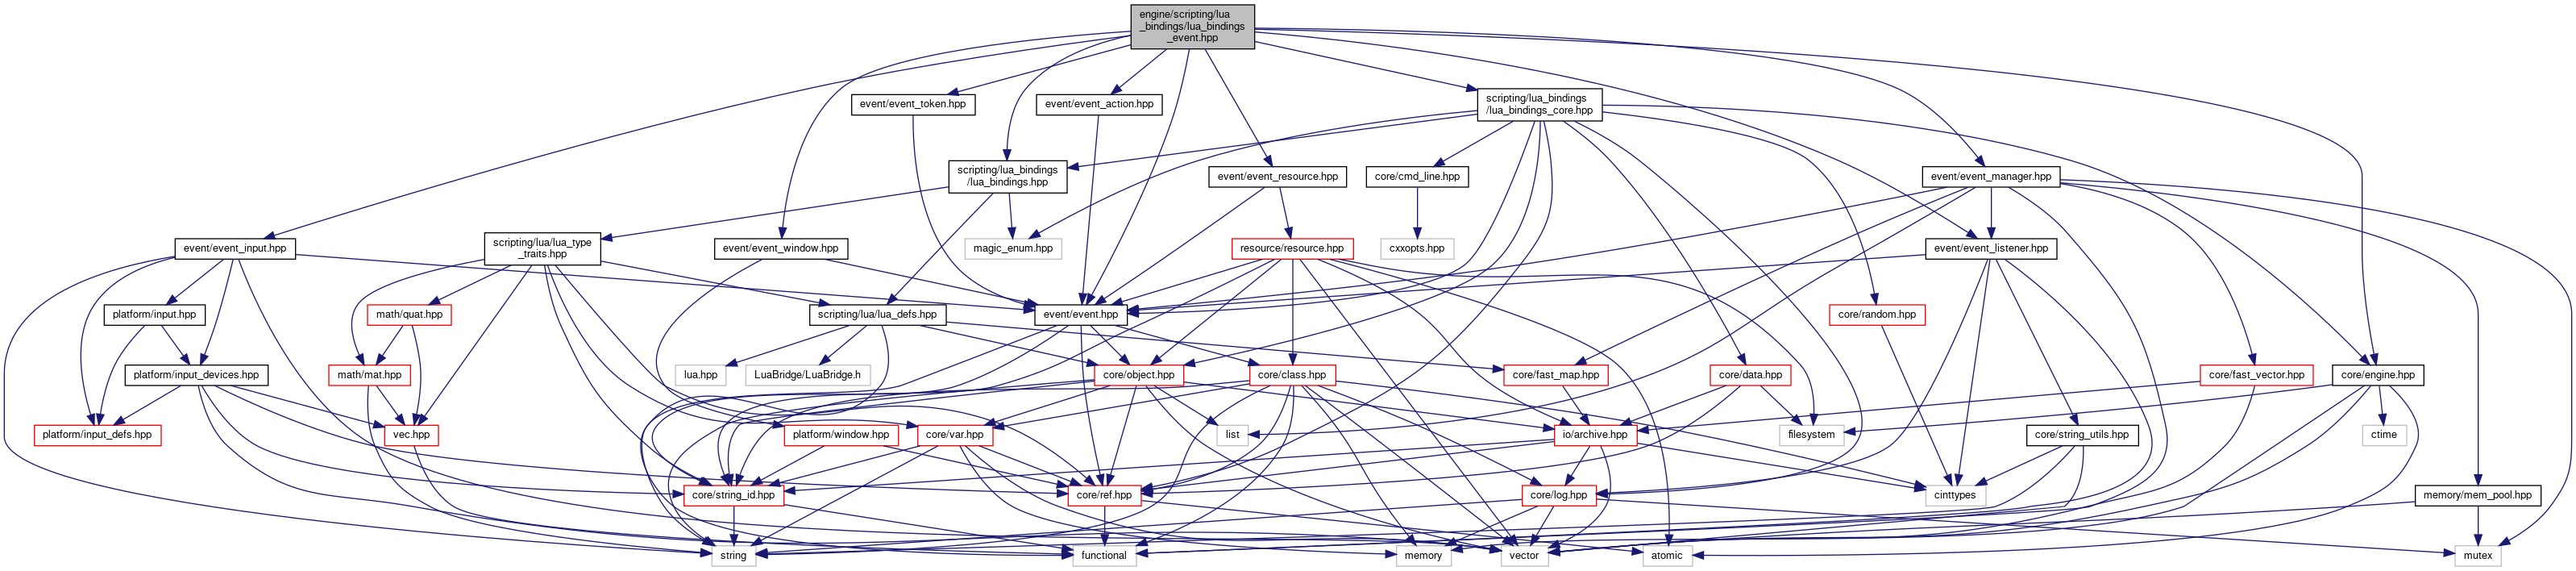 engine/scripting/lua
_bindings/lua_bindings
_event.hpp
event/event_token.hpp
event/event_action.hpp
scripting/lua_bindings
/lua_bindings_core.hpp
scripting/lua_bindings
/lua_bindings.hpp
event/event_resource.hpp
core/cmd_line.hpp
event/event_manager.hpp
event/event_input.hpp
scripting/lua/lua_type
_traits.hpp
event/event_window.hpp
magic_enum.hpp
resource/resource.hpp
cxxopts.hpp
event/event_listener.hpp
platform/input.hpp
math/quat.hpp
scripting/lua/lua_defs.hpp
event/event.hpp
core/random.hpp
platform/input_devices.hpp
math/mat.hpp
lua.hpp
LuaBridge/LuaBridge.h
core/object.hpp
core/class.hpp
core/fast_map.hpp
core/data.hpp
core/fast_vector.hpp
core/engine.hpp
platform/input_defs.hpp
vec.hpp
platform/window.hpp
core/var.hpp
list
io/archive.hpp
filesystem
core/string_utils.hpp
ctime
core/string_id.hpp
core/ref.hpp
core/log.hpp
cinttypes
memory/mem_pool.hpp
string
functional
memory
vector
atomic
mutex